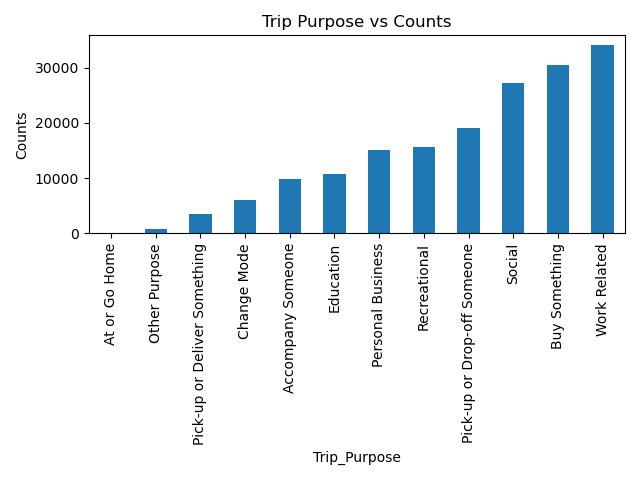 Trip Purpose vs Counts
Counts
30000
20000
10000
0
At or Go Home
Other Purpose
Pick-up or Deliver Something
Change Mode
Accompany Someone
Education
Personal Business
Recreational
Pick-up or Drop-off Someone
Social
Buy Something
Work Related
Trip_Purpose